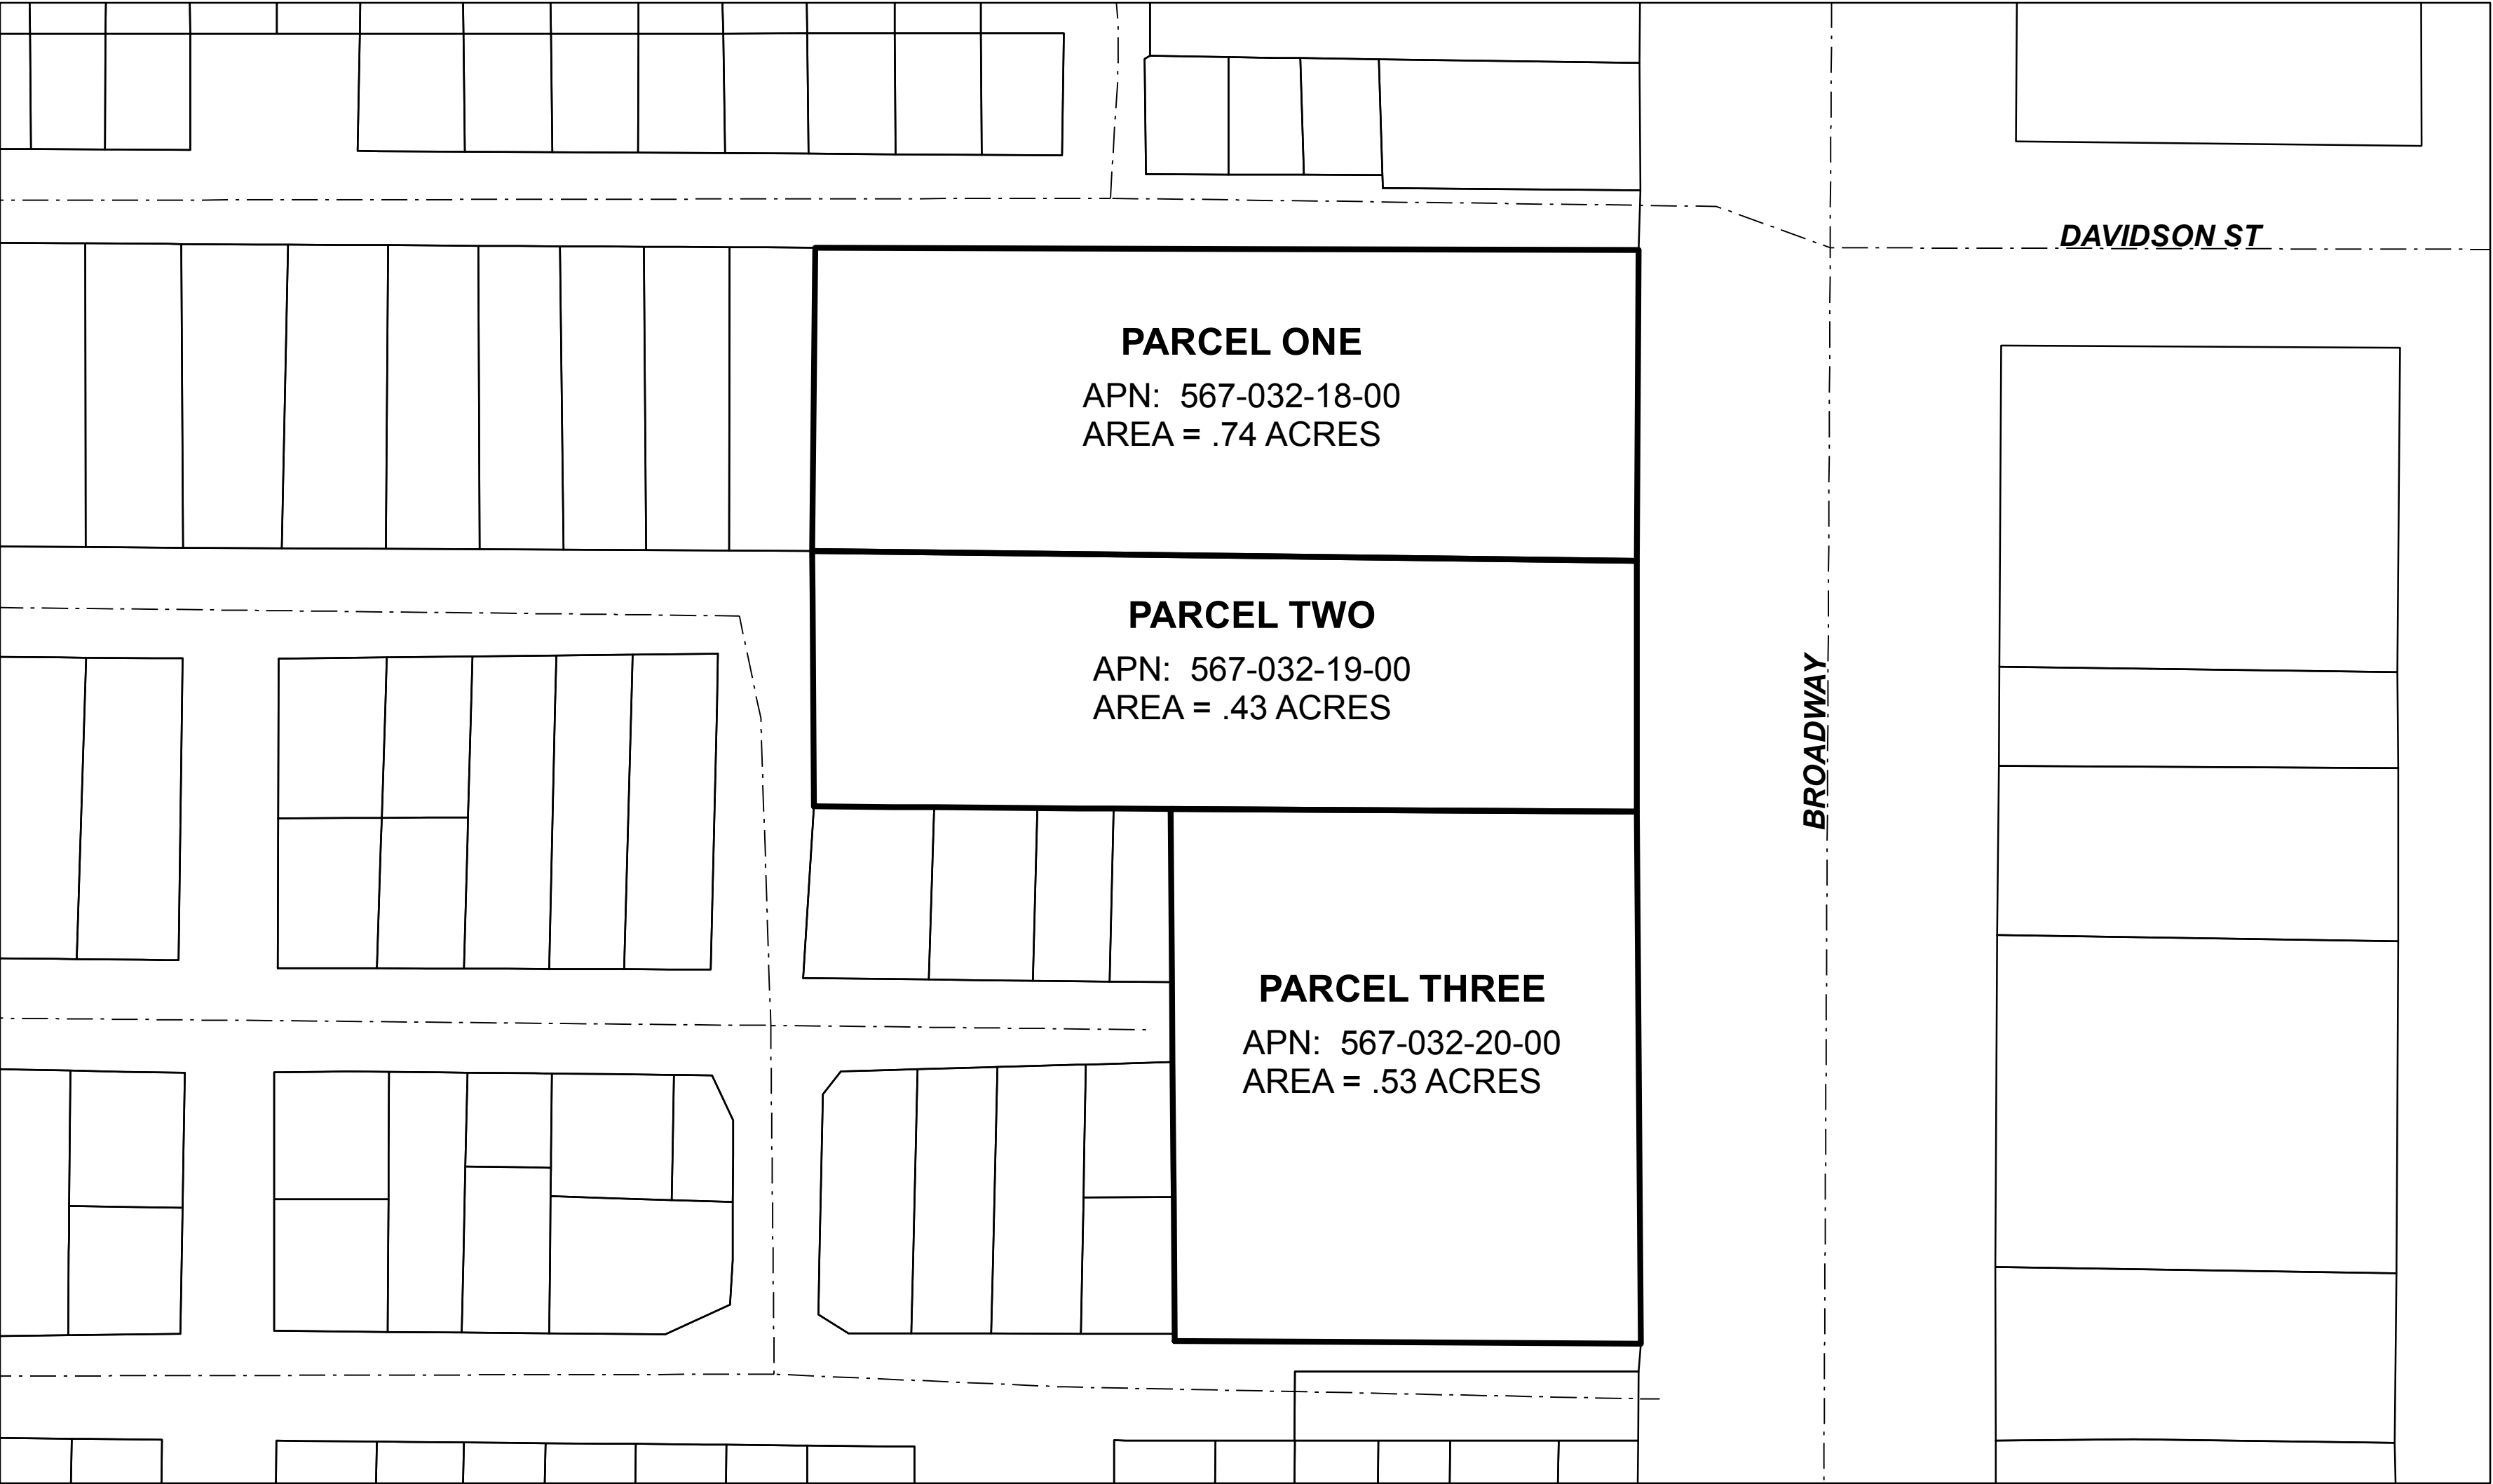 DAVIDSON ST
PARCEL ONE
APN:  567-032-18-00
AREA = .74 ACRES
PARCEL TWO
APN:  567-032-19-00
AREA = .43 ACRES
BROADWAY
PARCEL THREE
APN:  567-032-20-00
AREA = .53 ACRES